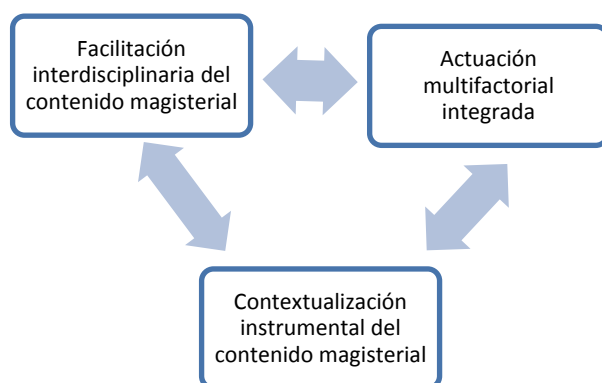 Facilitación
interdisciplinaria del
contenido magisterial
Actuación
multifactorial
integrada
Contextualización
instrumental del
contenido magisterial